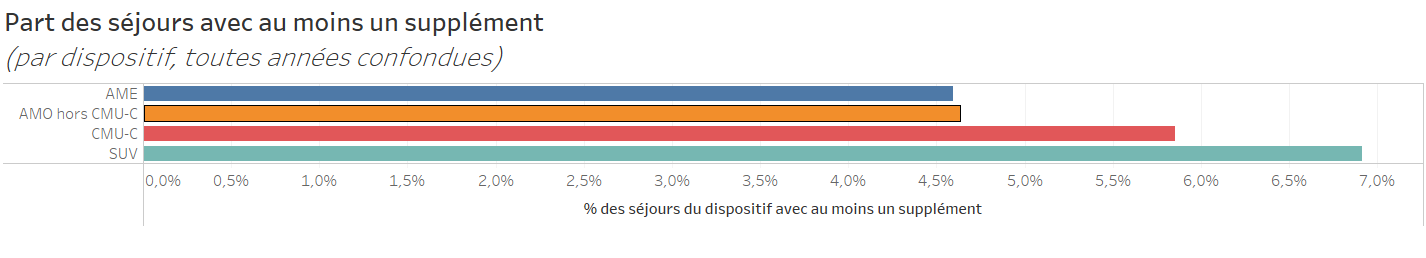 Part des séjours avec au moins un supplément
(par dispositif, toutes années confondues)
AME
AMO hors CMU-C
CMU-C
SUV
0,0% 0,5% 1,0% 1,5% 2,0% 2,5% 3,0% 3,5% 4,0% 4,5% 5,0% 5,5% 6,0% 6,5% 7,0%
% des séjours du dispositif avec au moins un supplément